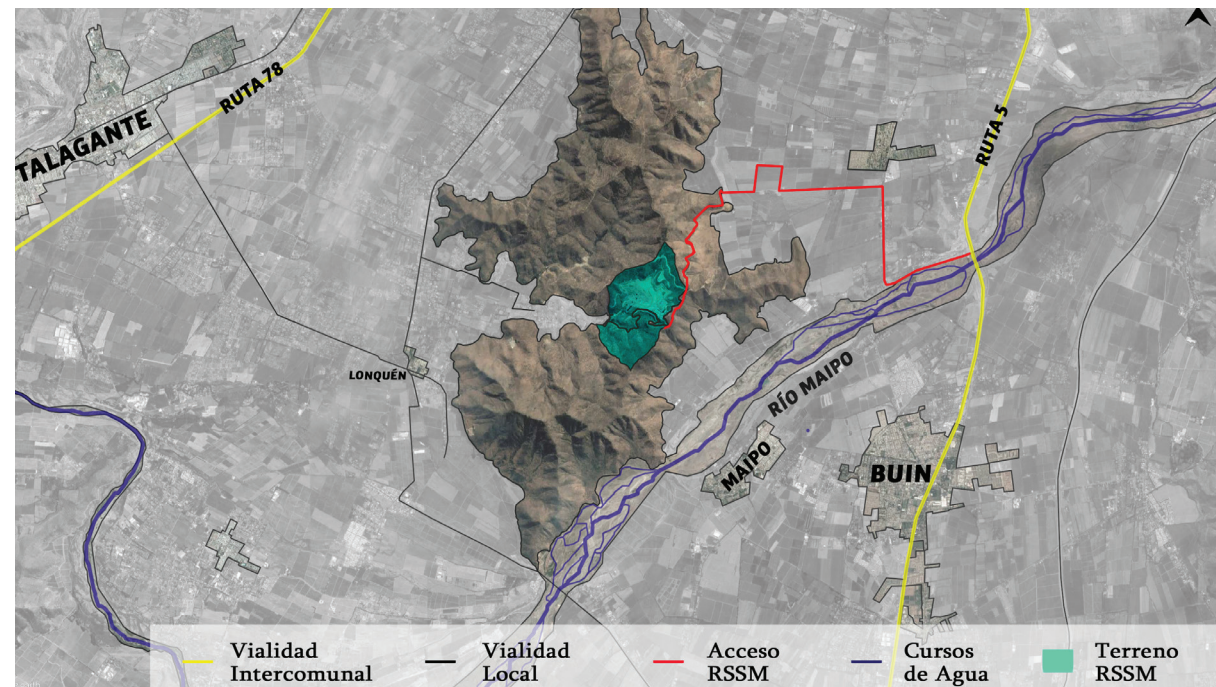 RUTA 78
TALAGANTE
RUTA 5
LONQUÉN
RÍO MAIPO
MAIPO
BUIN
Vialidad
Intercomunal
Vialidad
Local
Acceso
RSSM
Cursos
de Agua
Terreno
RSSM